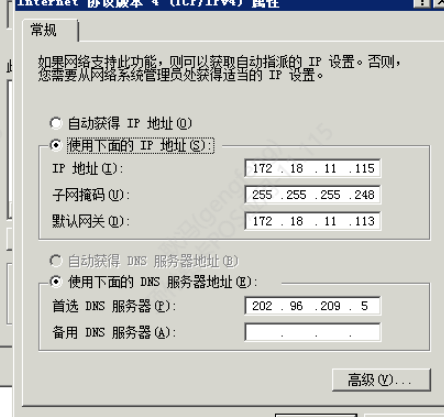 Internet 协议版本 4 (TCP/IPv4) 属性
常规
如果网络支持此功能，则可以获取自动指派的 IP 设置。否则，
您需要从网络系统管理员处获得适当的 IP 设置。
自动获得 IP 地址(O)
使用下面的 IP 地址(S):
IP 地址(I): 172 . 18 . 11 .115
子网掩码(U): 255 .255 .255 .248
默认网关(D): 172 . 18 . 11 .113
自动获得 DNS 服务器地址(B)
使用下面的 DNS 服务器地址(E):
首选 DNS 服务器(P): 202 . 96 .209 . 5
备用 DNS 服务器(A): . . .
高级(V)...